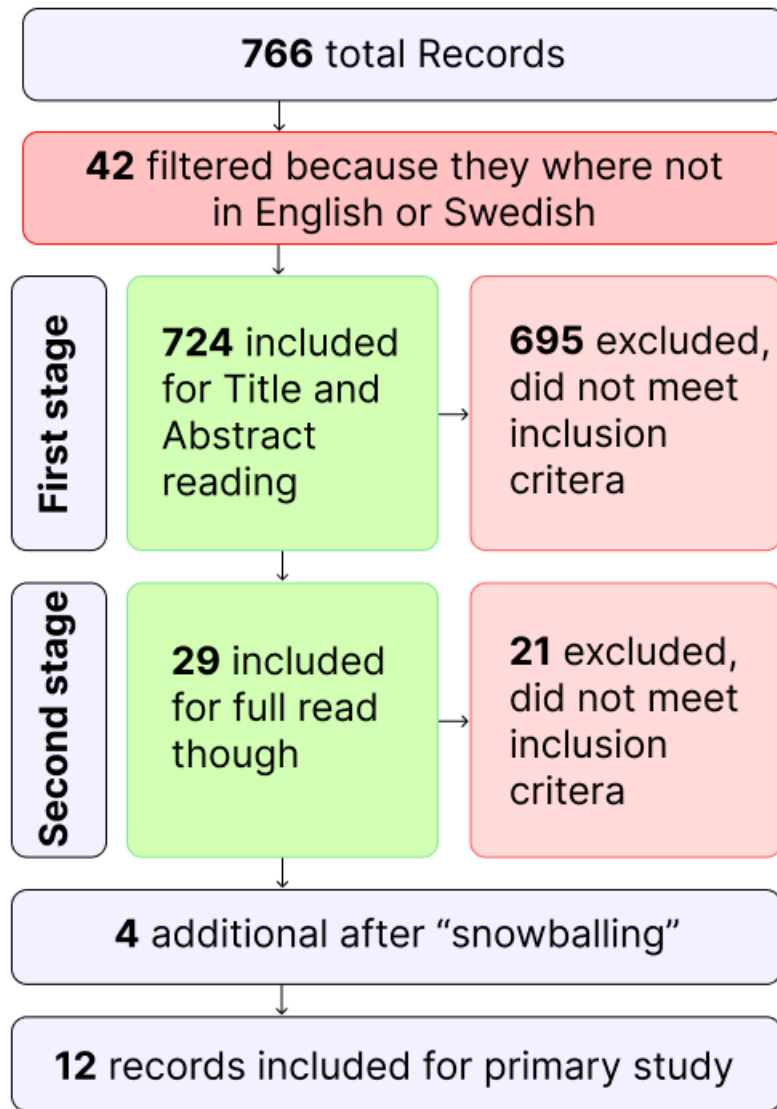 766 total Records
42 filtered because they where not
in English or Swedish
First stage
724 included
for Title and
Abstract
reading
695 excluded,
did not meet
inclusion
critera
Second stage
29 included
for full read
though
21 excluded,
did not meet
inclusion
critera
4 additional after “snowballing”
12 records included for primary study